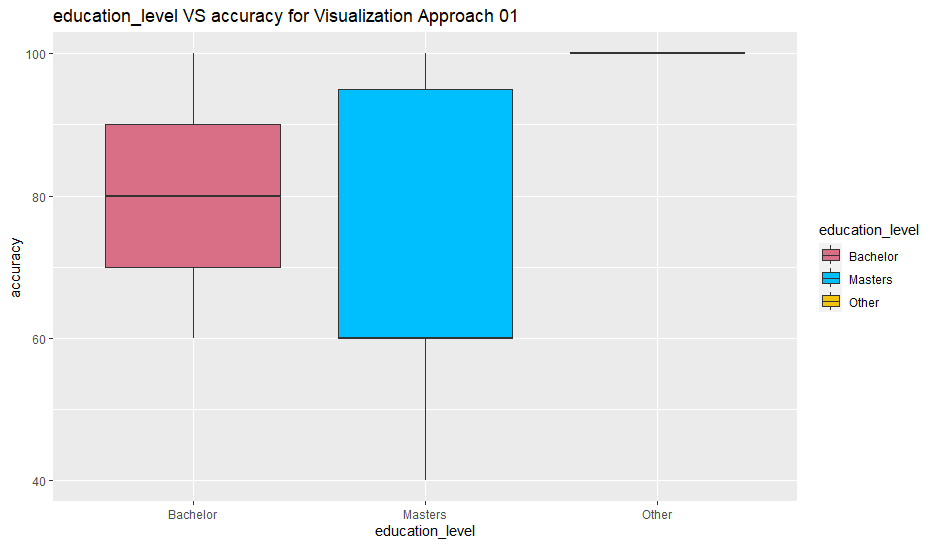 education_level VS accuracy for Visualization Approach 01
accuracy
100
80
60
40
Bachelor
Masters
Other
education_level
education_level
Bachelor
Masters
Other